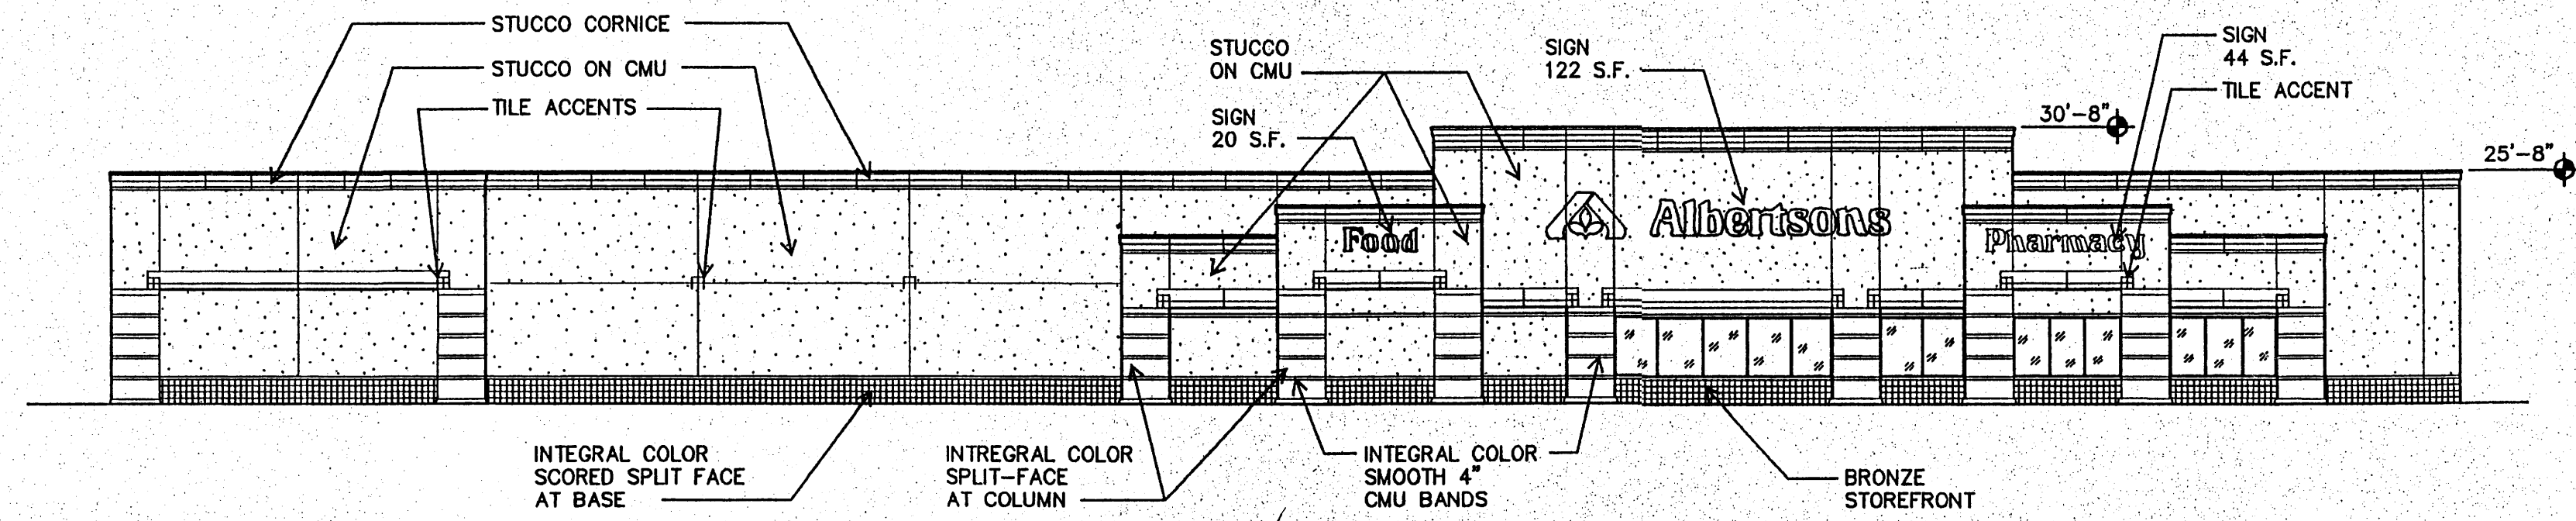 STUCCO CORNICE
STUCCO ON CMU
TILE ACCENTS
STUCCO
ON CMU
SIGN
20 S.F.
SIGN
122 S.F.
SIGN
44 S.F.
TILE ACCENT
30'-8"
25'-8"
Food
Albertsons
Pharmacy
INTEGRAL COLOR
SCORED SPLIT FACE
AT BASE
INTREGRAL COLOR
SPLIT-FACE
AT COLUMN
INTEGRAL COLOR
SMOOTH 4"
CMU BANDS
BRONZE
STOREFRONT